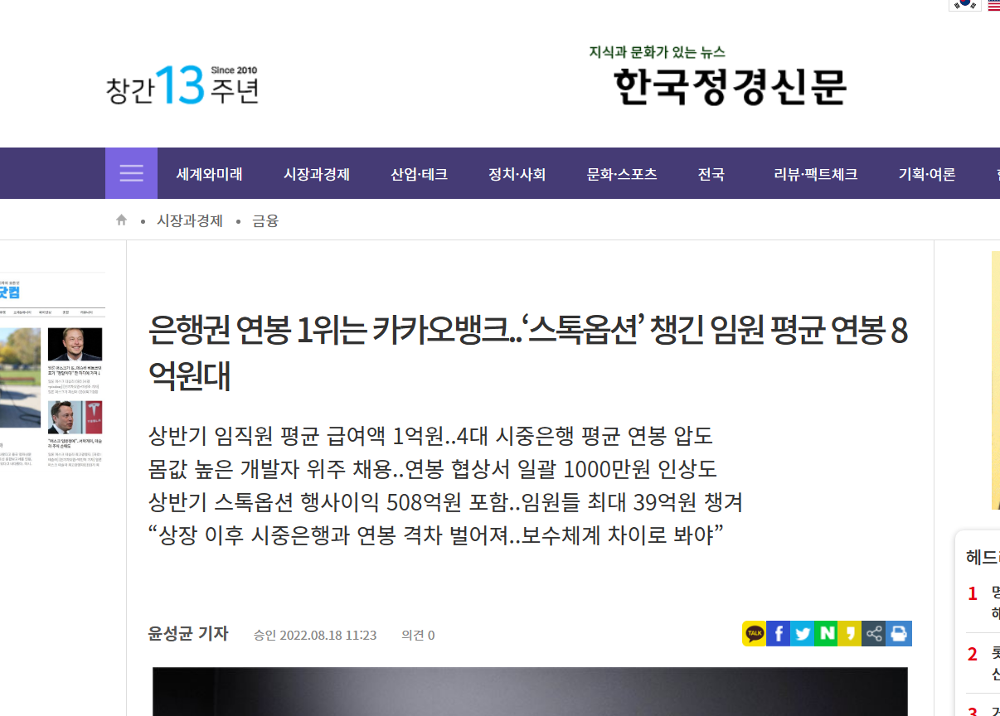 창간13주년
Since 2010
지식과 문화가 있는 뉴스
한국정경신문
세계와미래 시장과경제 산업·테크 정치·사회 문화·스포츠 전국 리뷰·팩트체크 기획·여론
• 시장과경제 • 금융
닷컴
은행권 연봉 1위는 카카오뱅크..‘스톡옵션’ 챙긴 임원 평균 연봉 8
억원대
상반기 임직원 평균 급여액 1억원..4대 시중은행 평균 연봉 압도
몸값 높은 개발자 위주 채용..연봉 협상서 일괄 1000만원 인상도
상반기 스톡옵션 행사이익 508억원 포함..임원들 최대 39억원 챙겨
“상장 이후 시중은행과 연봉 격차 벌어져..보수체계 차이로 봐야”
윤성균 기자 승인 2022.08.18 11:23 의견 0
TALK
헤드
1
2
3